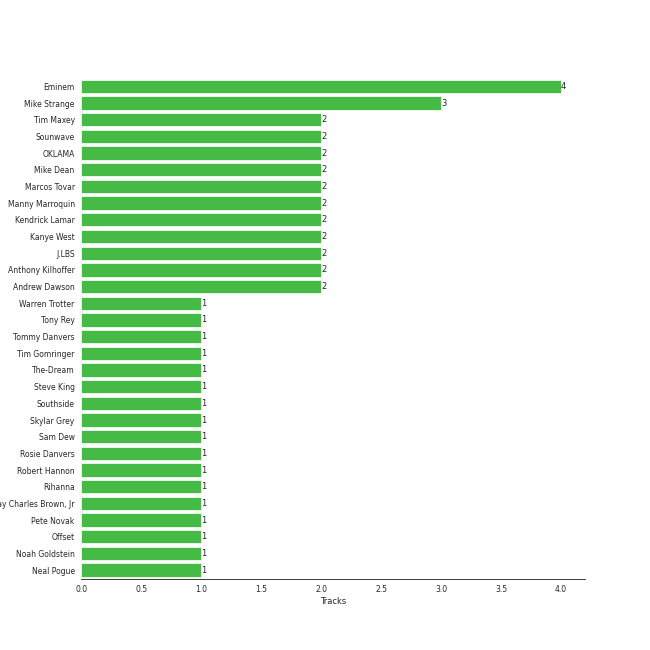 Eminem 4
Mike Strange 3
Tim Maxey 2
Sounwave 2
OKLAMA 2
Mike Dean 2
Marcos Tovar 2
Manny Marroquin 2
Kendrick Lamar 2
Kanye West 2
J.LBS 2
Anthony Kilhoffer 2
Andrew Dawson 2
Warren Trotter 1
Tony Rey 1
Tommy Danvers 1
Tim Gomringer 1
The-Dream 1
Steve King 1
Southside 1
Skylar Grey 1
Sam Dew 1
Rosie Danvers 1
Robert Hannon 1
Rihanna 1
ay Charles Brown, Jr 1
Pete Novak 1
Offset 1
Noah Goldstein 1
Neal Pogue 1
0.0 0.5 1.0 1.5 2.0 2.5 3.0 3.5 4.0
Tracks